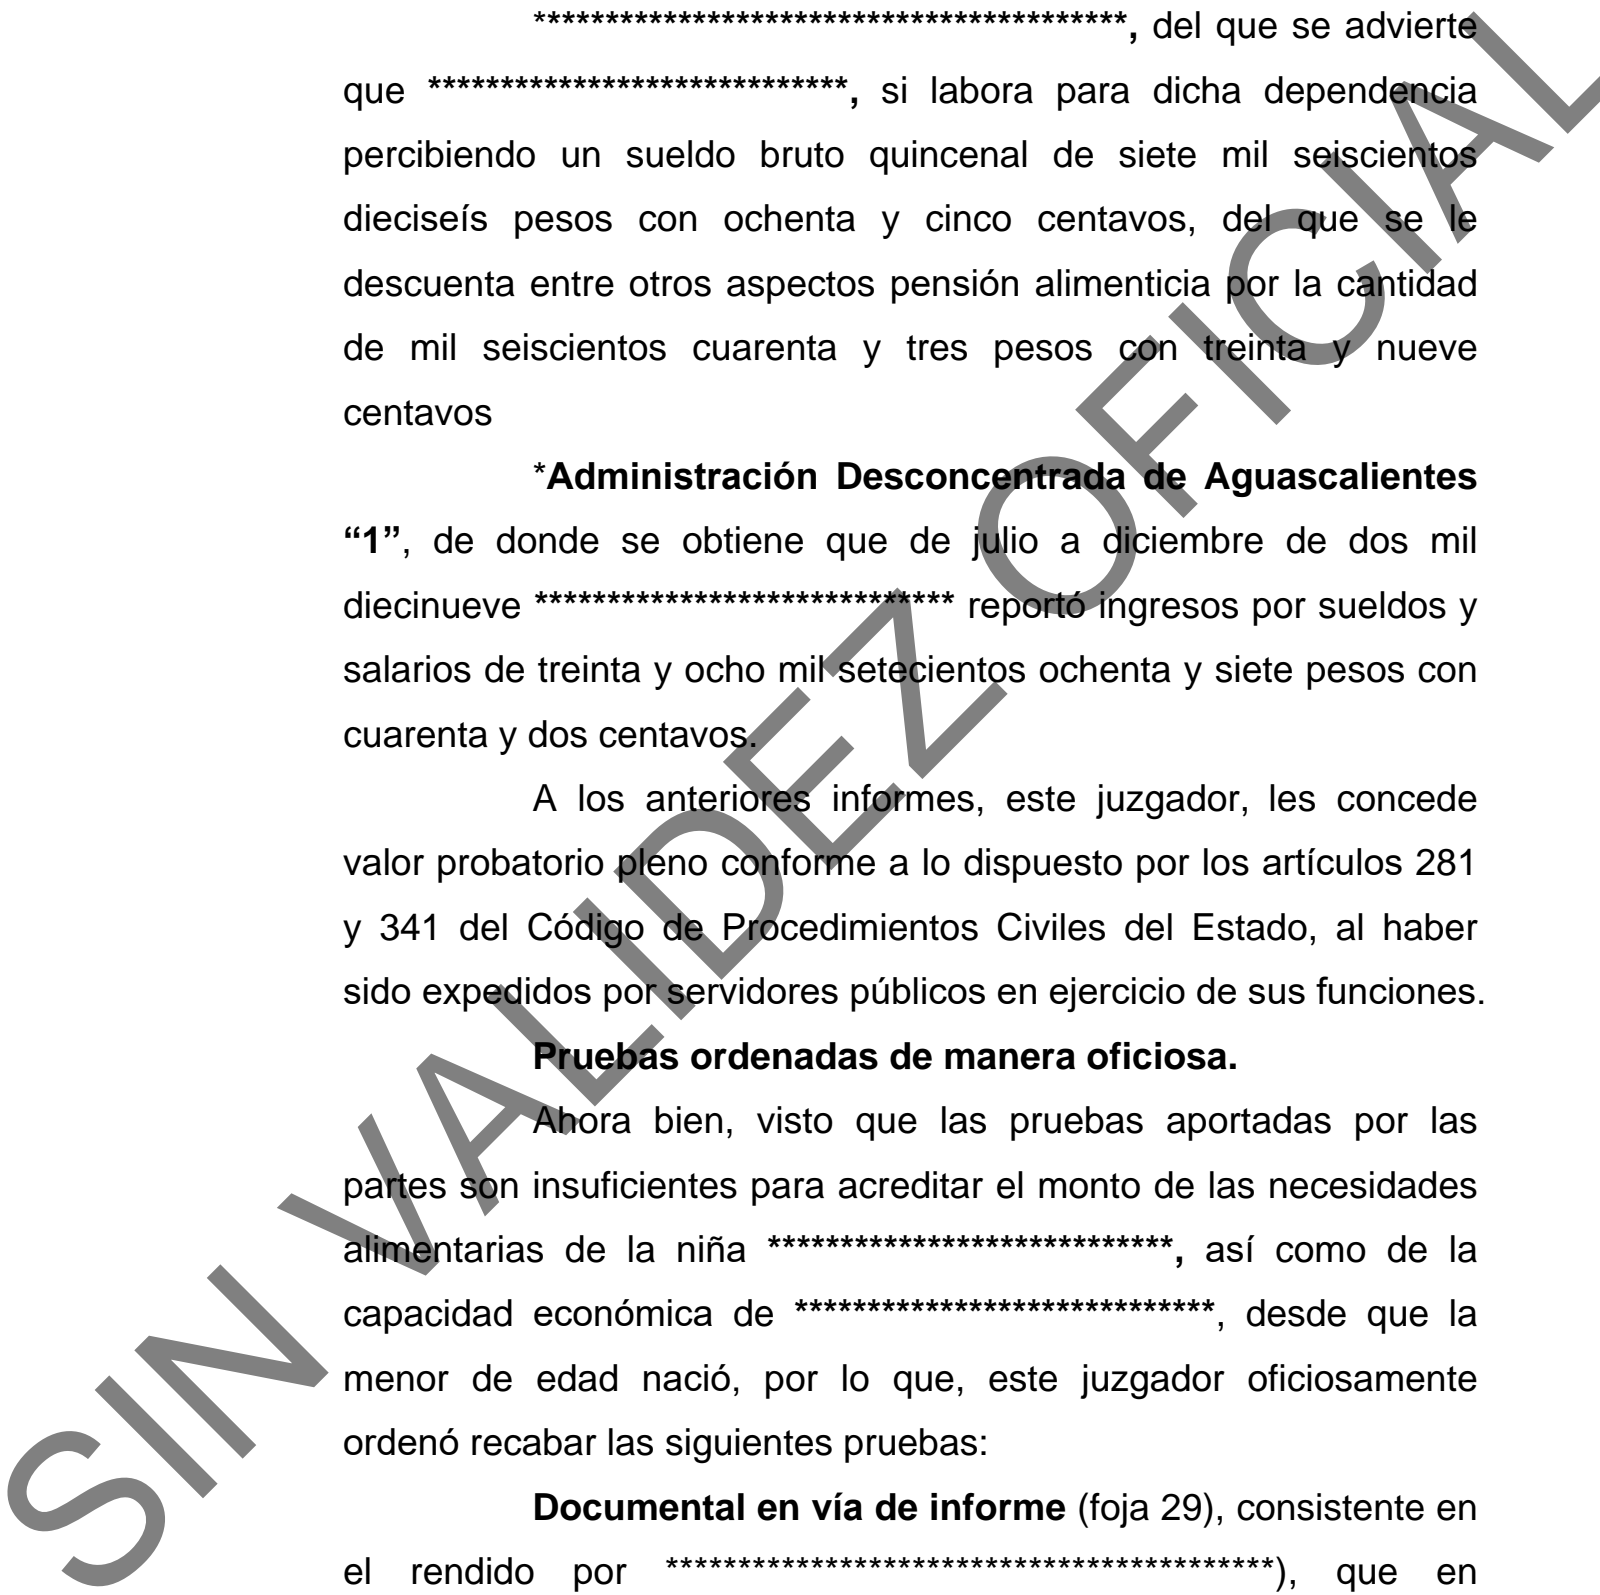 *****************************************, del que se advierte
que *****************************, si labora para dicha dependencia
percibiendo un sueldo bruto quincenal de siete mil seiscientos
dieciseís pesos con ochenta y cinco centavos, del que se le
descuenta entre otros aspectos pensión alimenticia por la cantidad
de mil seiscientos cuarenta y tres pesos con treinta y nueve
centavos
*Administración Desconcentrada de Aguascalientes
“1”, de donde se obtiene que de julio a diciembre de dos mil
diecinueve ***************************** reportó ingresos por sueldos y
salarios de treinta y ocho mil setecientos ochenta y siete pesos con
cuarenta y dos centavos.
A los anteriores informes, este juzgador, les concede
valor probatorio pleno conforme a lo dispuesto por los artículos 281
y 341 del Código de Procedimientos Civiles del Estado, al haber
sido expedidos por servidores públicos en ejercicio de sus funciones.
Pruebas ordenadas de manera oficiosa.
Ahora bien, visto que las pruebas aportadas por las
partes son insuficientes para acreditar el monto de las necesidades
alimentarias de la niña ****************************, así como de la
capacidad económica de *****************************, desde que la
menor de edad nació, por lo que, este juzgador oficiosamente
ordenó recabar las siguientes pruebas:
Documental en vía de informe (foja 29), consistente en
el rendido por ******************************************), que en
SIN VALIDEZ OFICIAL